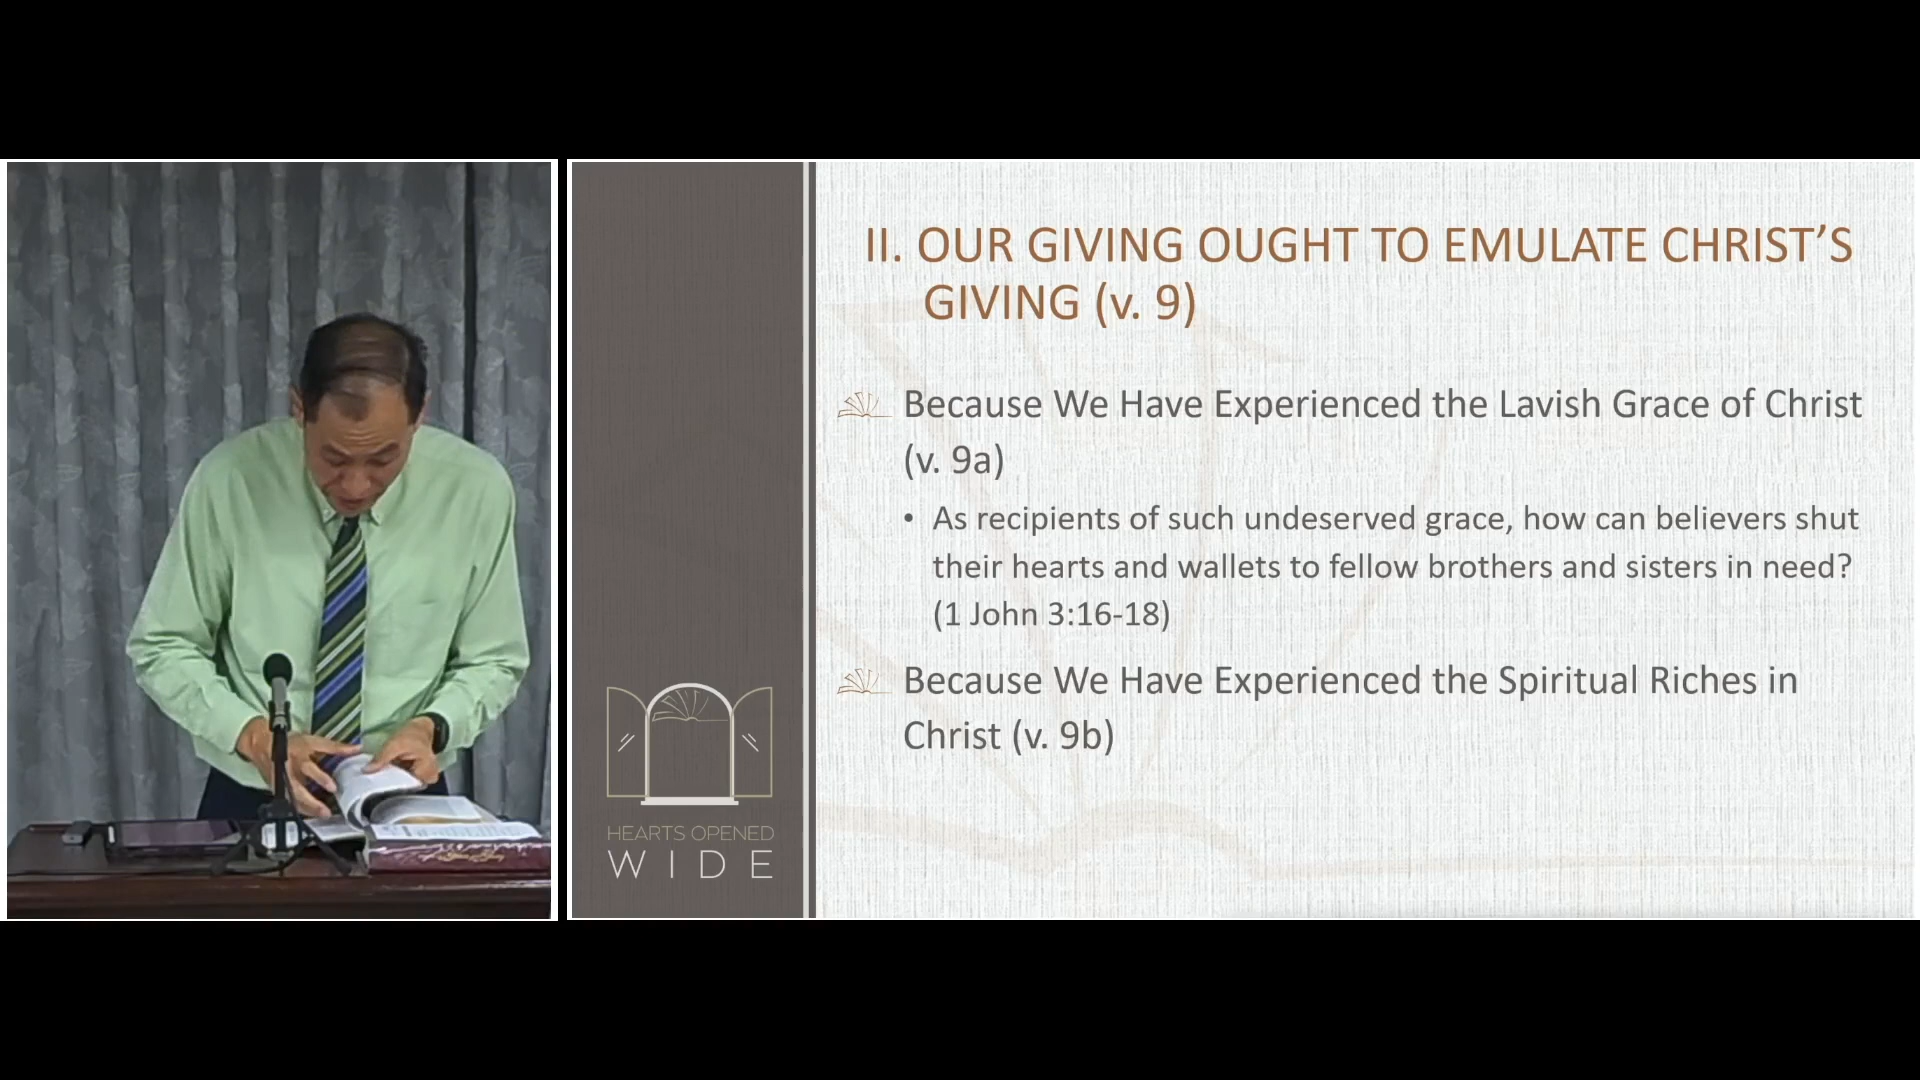 II. OUR GIVING OUGHT TO EMULATE CHRIST’S
GIVING (v. 9)
Because We Have Experienced the Lavish Grace of Christ
(v. 9a)
• As recipients of such undeserved grace, how can believers shut
their hearts and wallets to fellow brothers and sisters in need?
(1 John 3:16-18)
Because We Have Experienced the Spiritual Riches in
Christ (v. 9b)
HEARTS OPENED
WIDE